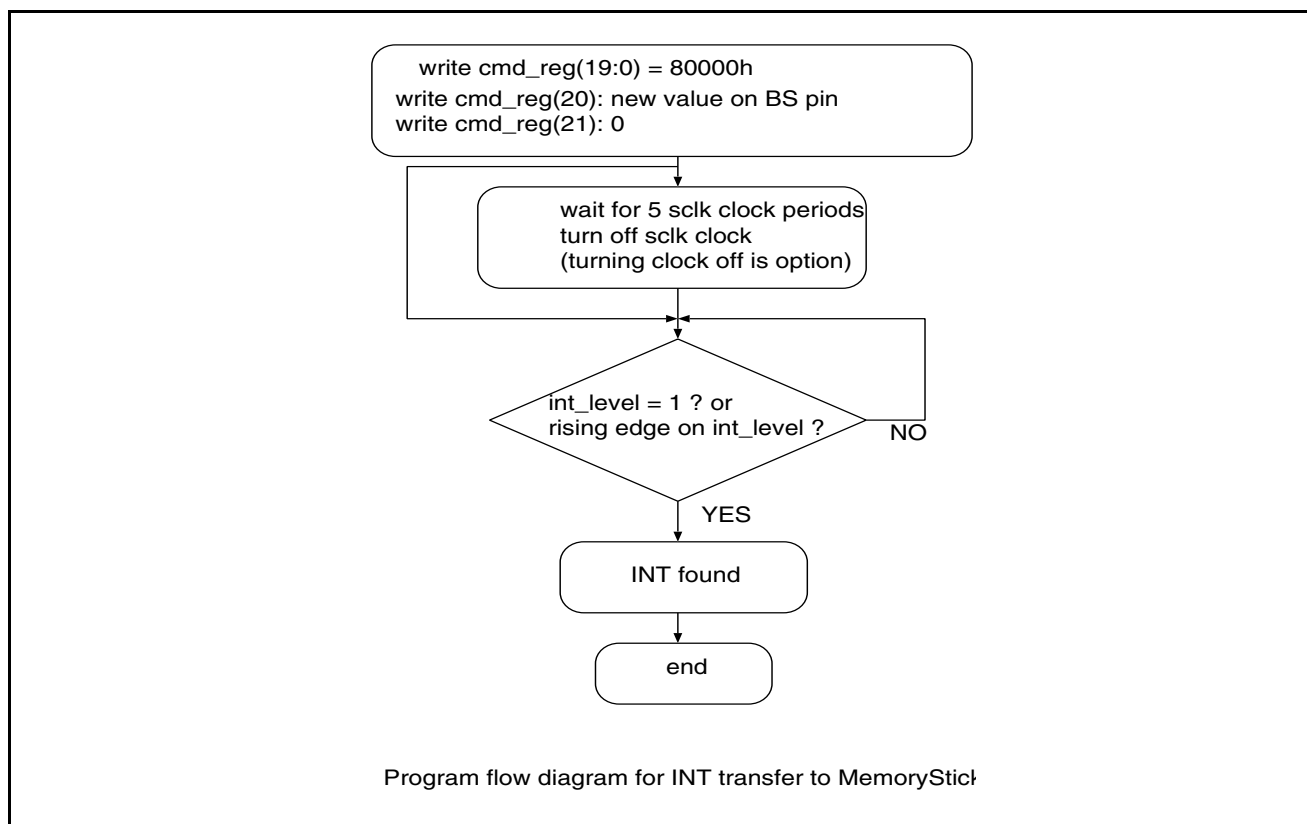 write cmd_reg(19:0) = 80000h
write cmd_reg(20): new value on BS pin
write cmd_reg(21): 0
wait for 5 sclk clock periods
turn off sclk clock
(turning clock off is option)
int_level = 1 ? or
rising edge on int_level ?
NO
YES
INT found
end
Program flow diagram for INT transfer to MemoryStick